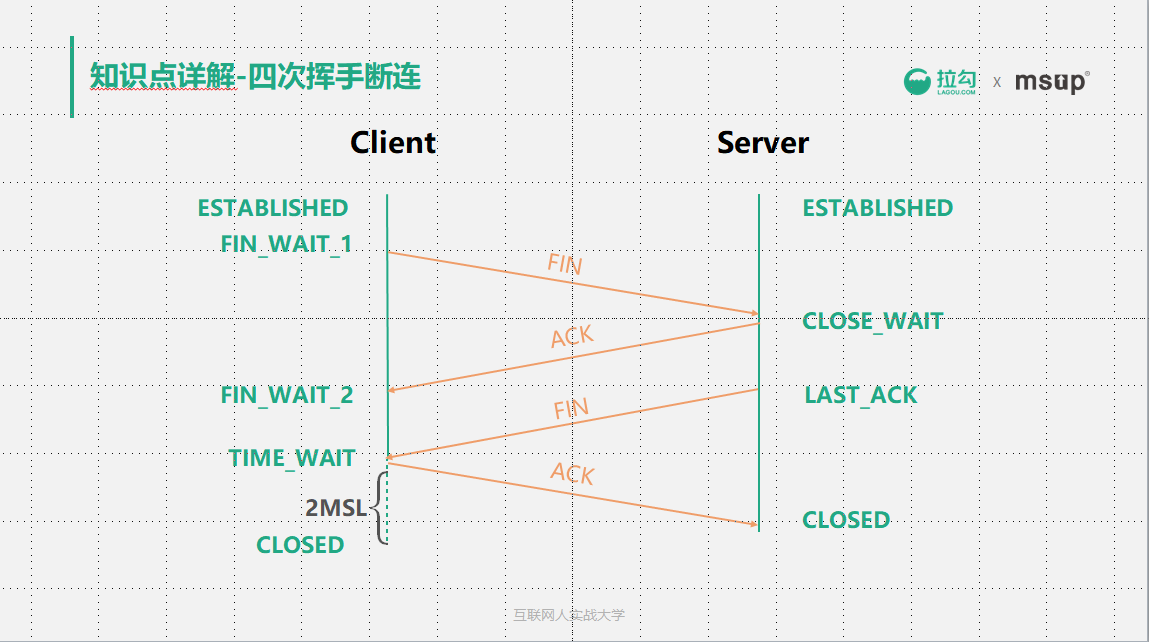 知识点详解-四次挥手断连
拉勾
LAGOU.COM
x
msup®
Client
Server
ESTABLISHED
ESTABLISHED
FIN_WAIT_1
FIN
CLOSE_WAIT
ACK
FIN_WAIT_2
LAST_ACK
FIN
TIME_WAIT
ACK
2MSL
CLOSED
CLOSED
互联网人实战大学